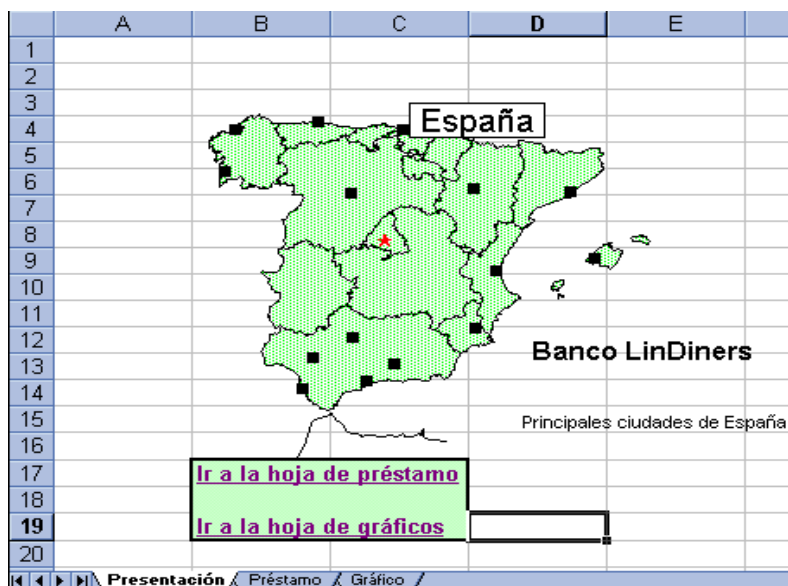 A B C D E
1
2
3
España
4
5
6
7
8
9
10
11
12
Banco LinDiners
13
14
15
Principales ciudades de España
16
17
Ir a la hoja de préstamo
18
19
Ir a la hoja de gráficos
20
Presentación Préstamo Gráfico